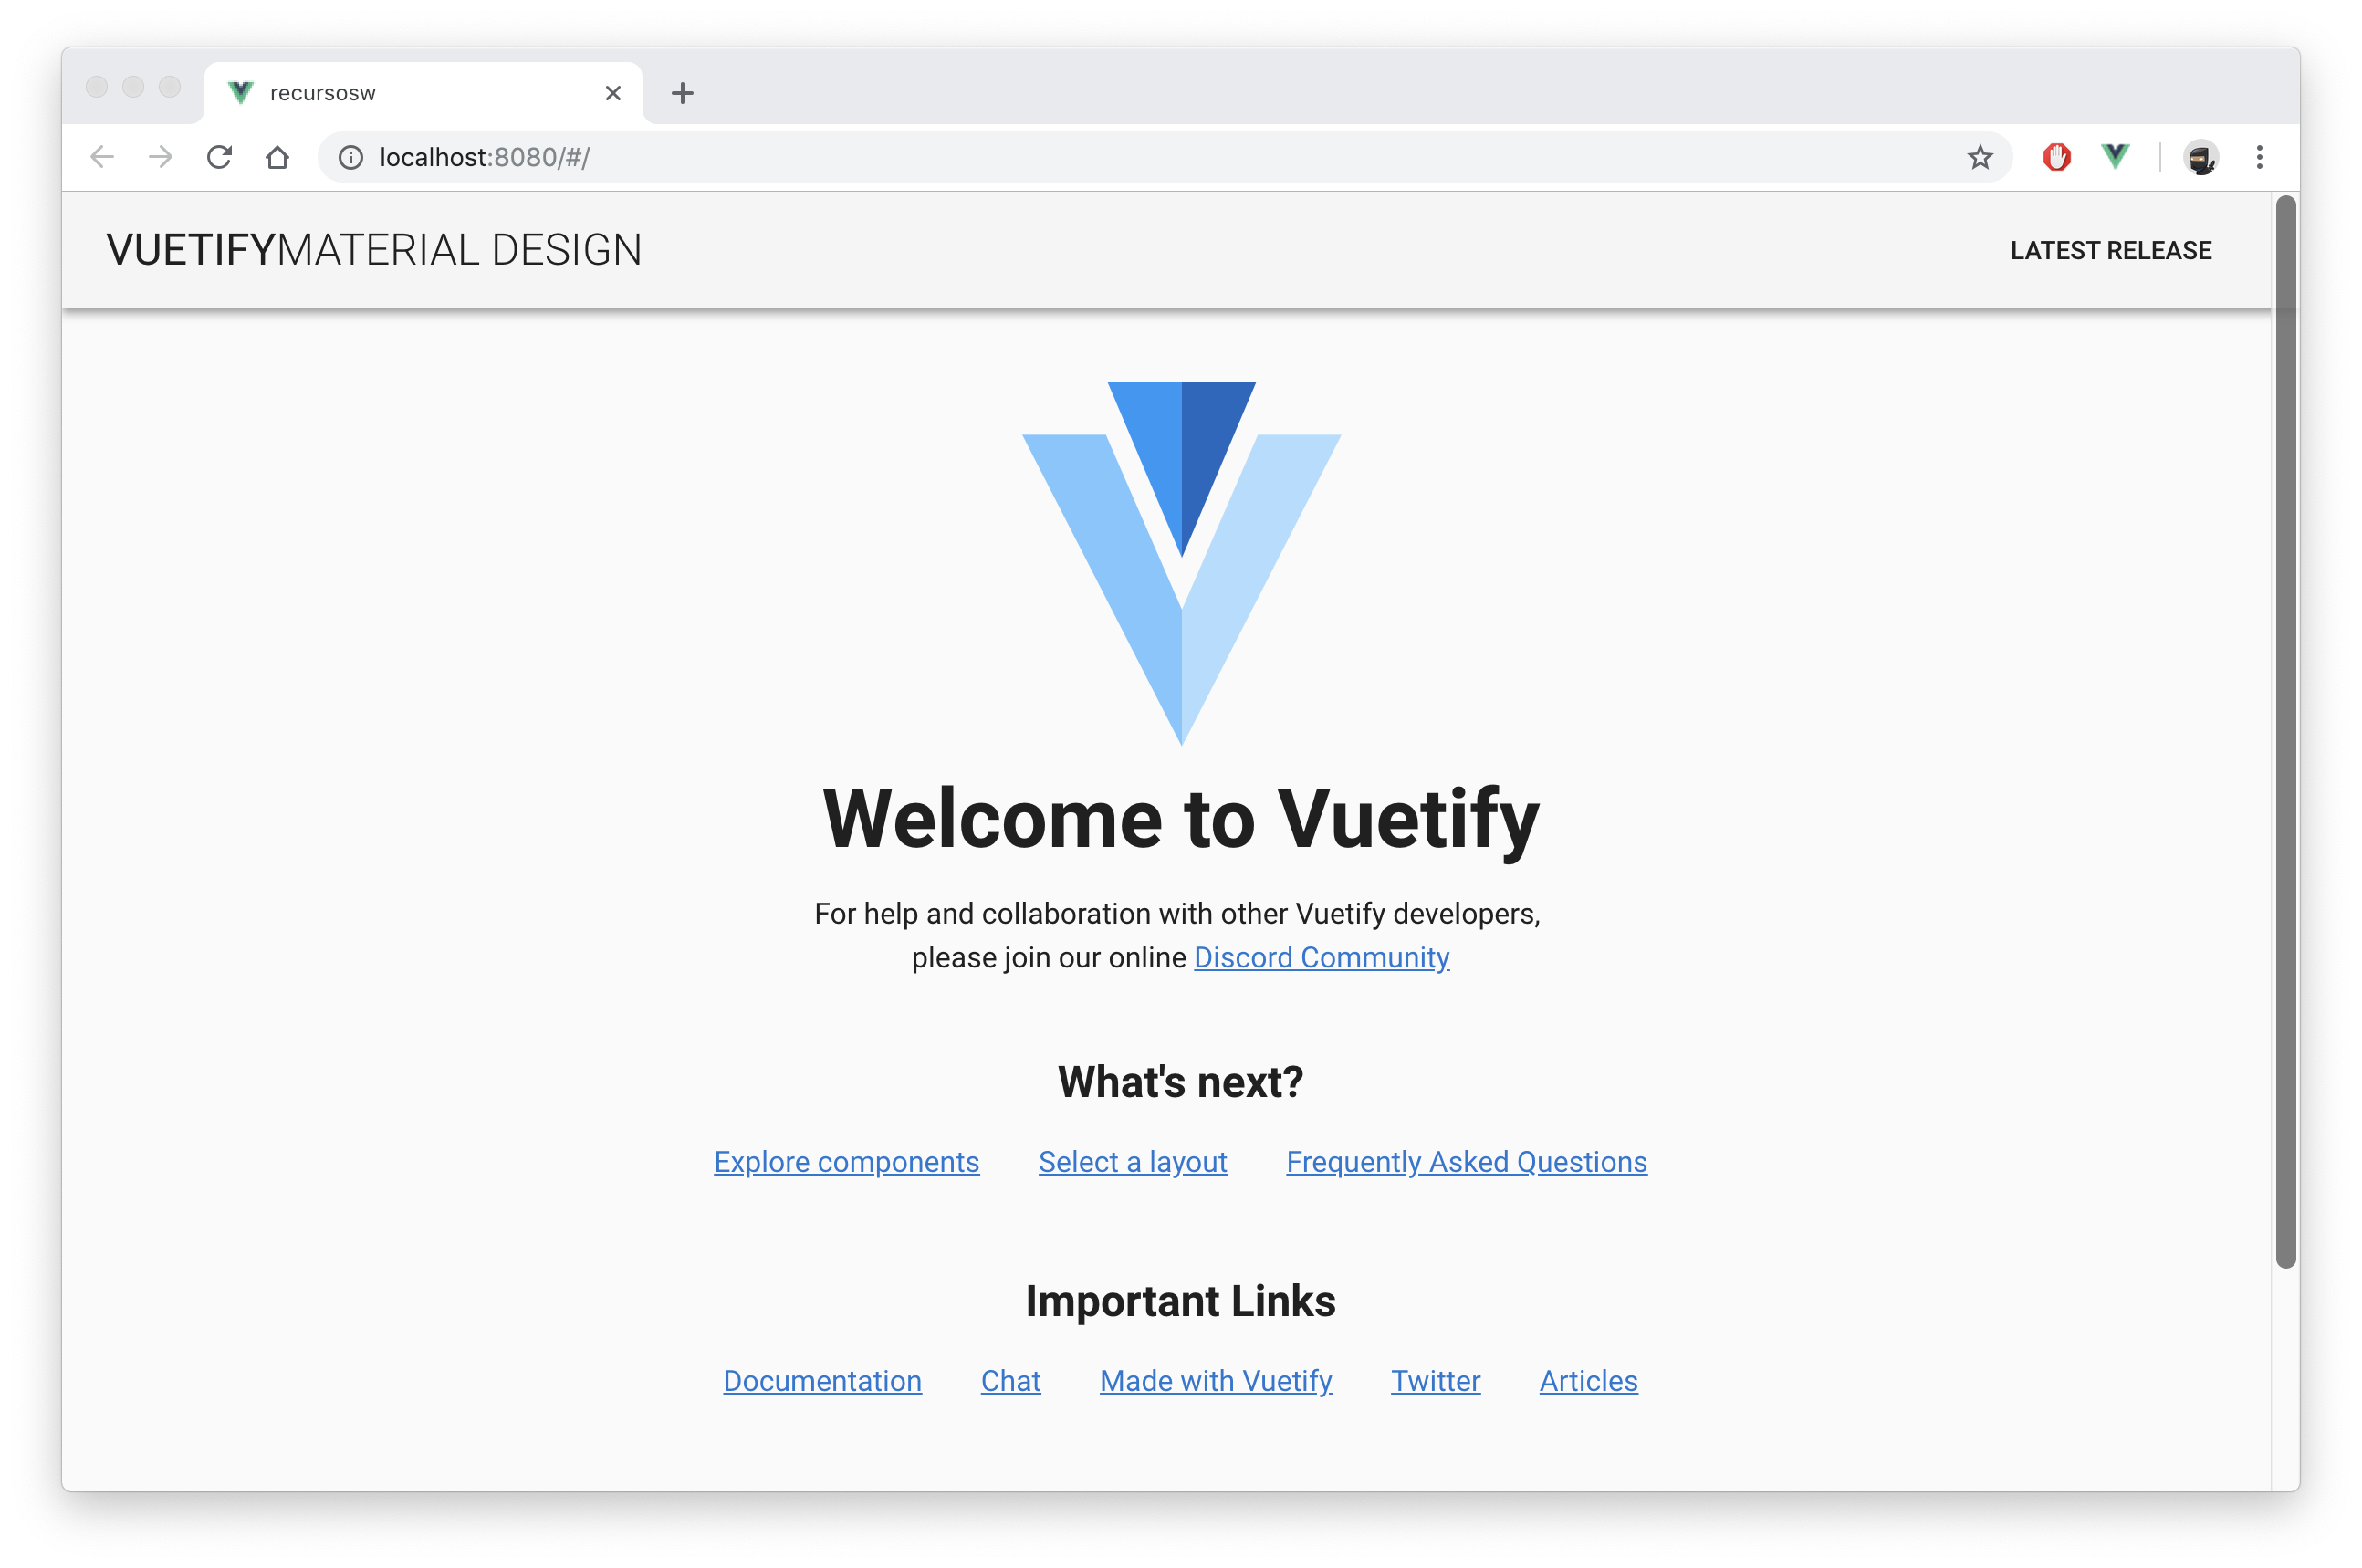 recursosw
localhost:8080/#/
VUETIFYMATERIAL DESIGN
LATEST RELEASE
Welcome to Vuetify
For help and collaboration with other Vuetify developers,
please join our online Discord Community
What's next?
Explore components Select a layout Frequently Asked Questions
Important Links
Documentation Chat Made with Vuetify Twitter Articles